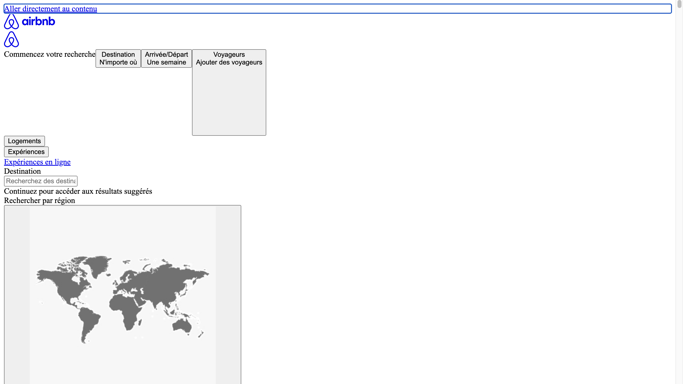 Aller directement au contenu
airbnb
Commencez votre recherche
Destination
N'importe où
Arrivée/Départ
Une semaine
Voyageurs
Ajouter des voyageurs
Logements
Expériences
Expériences en ligne
Destination
Recherchez des destina
Continuez pour accéder aux résultats suggérés
Rechercher par région